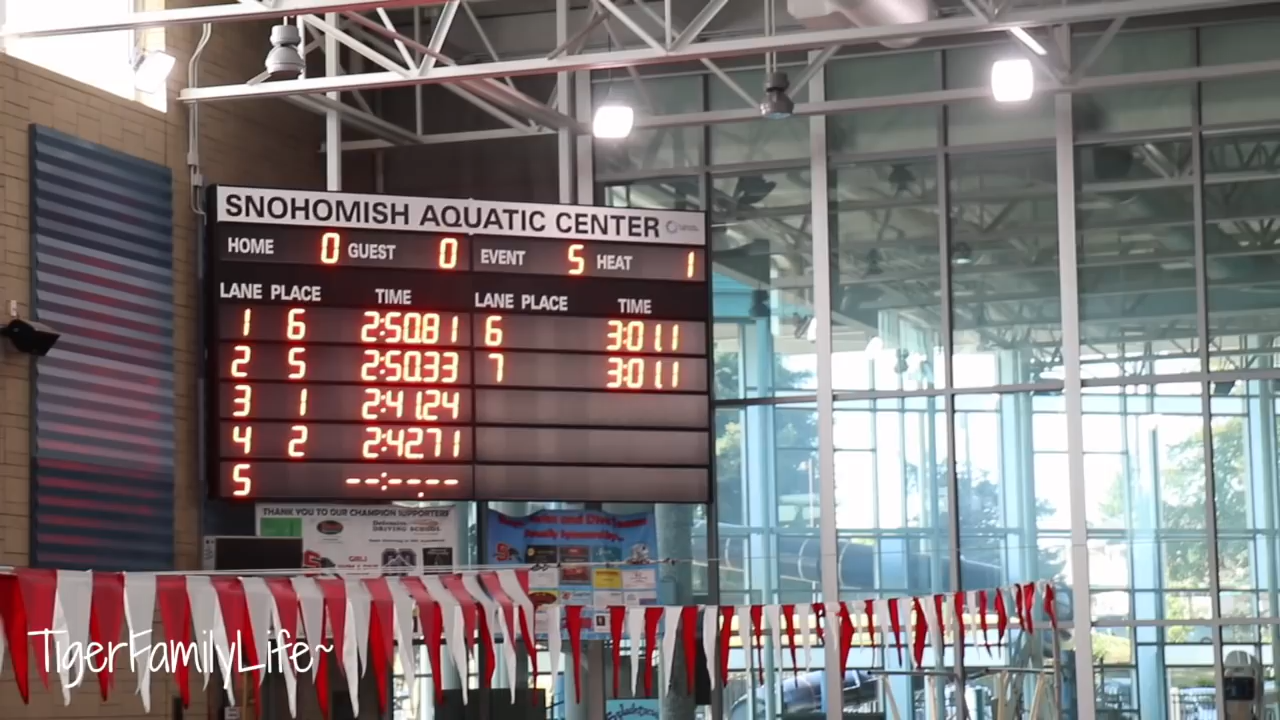 SNOHOMISH AQUATIC CENTER
HOME 0 GUEST 0 EVENT 5 HEAT 1
LANE PLACE TIME LANE PLACE TIME
1 6 2:50.81 6 3:01.1
2 5 2:50.33 7 3:01.1
3 1 2:41.24
4 2 2:42.71
5 --:--.--
THANK YOU TO OUR CHAMPION SUPPORTERS
DRIVING SCHOOL
TigerFamilyLife~